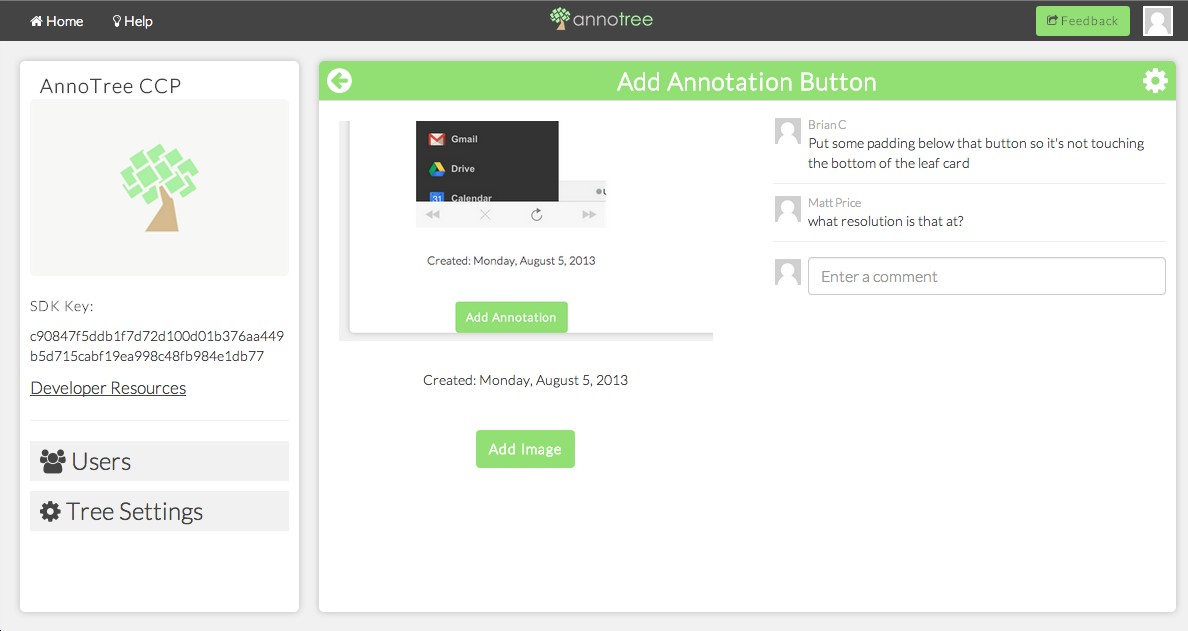 Home
Help
annotree
Feedback
AnnoTree CCP
SDK Key:
c90847f5ddb1f7d72d100d01b376aa449
b5d715cabf19ea998c48fb984e1db77
Developer Resources
Users
Tree Settings
Add Annotation Button
Gmail
Drive
31 Calendar
Created: Monday, August 5, 2013
Add Annotation
Created: Monday, August 5, 2013
Add Image
Brian C
Put some padding below that button so it's not touching
the bottom of the leaf card
Matt Price
what resolution is that at?
Enter a comment